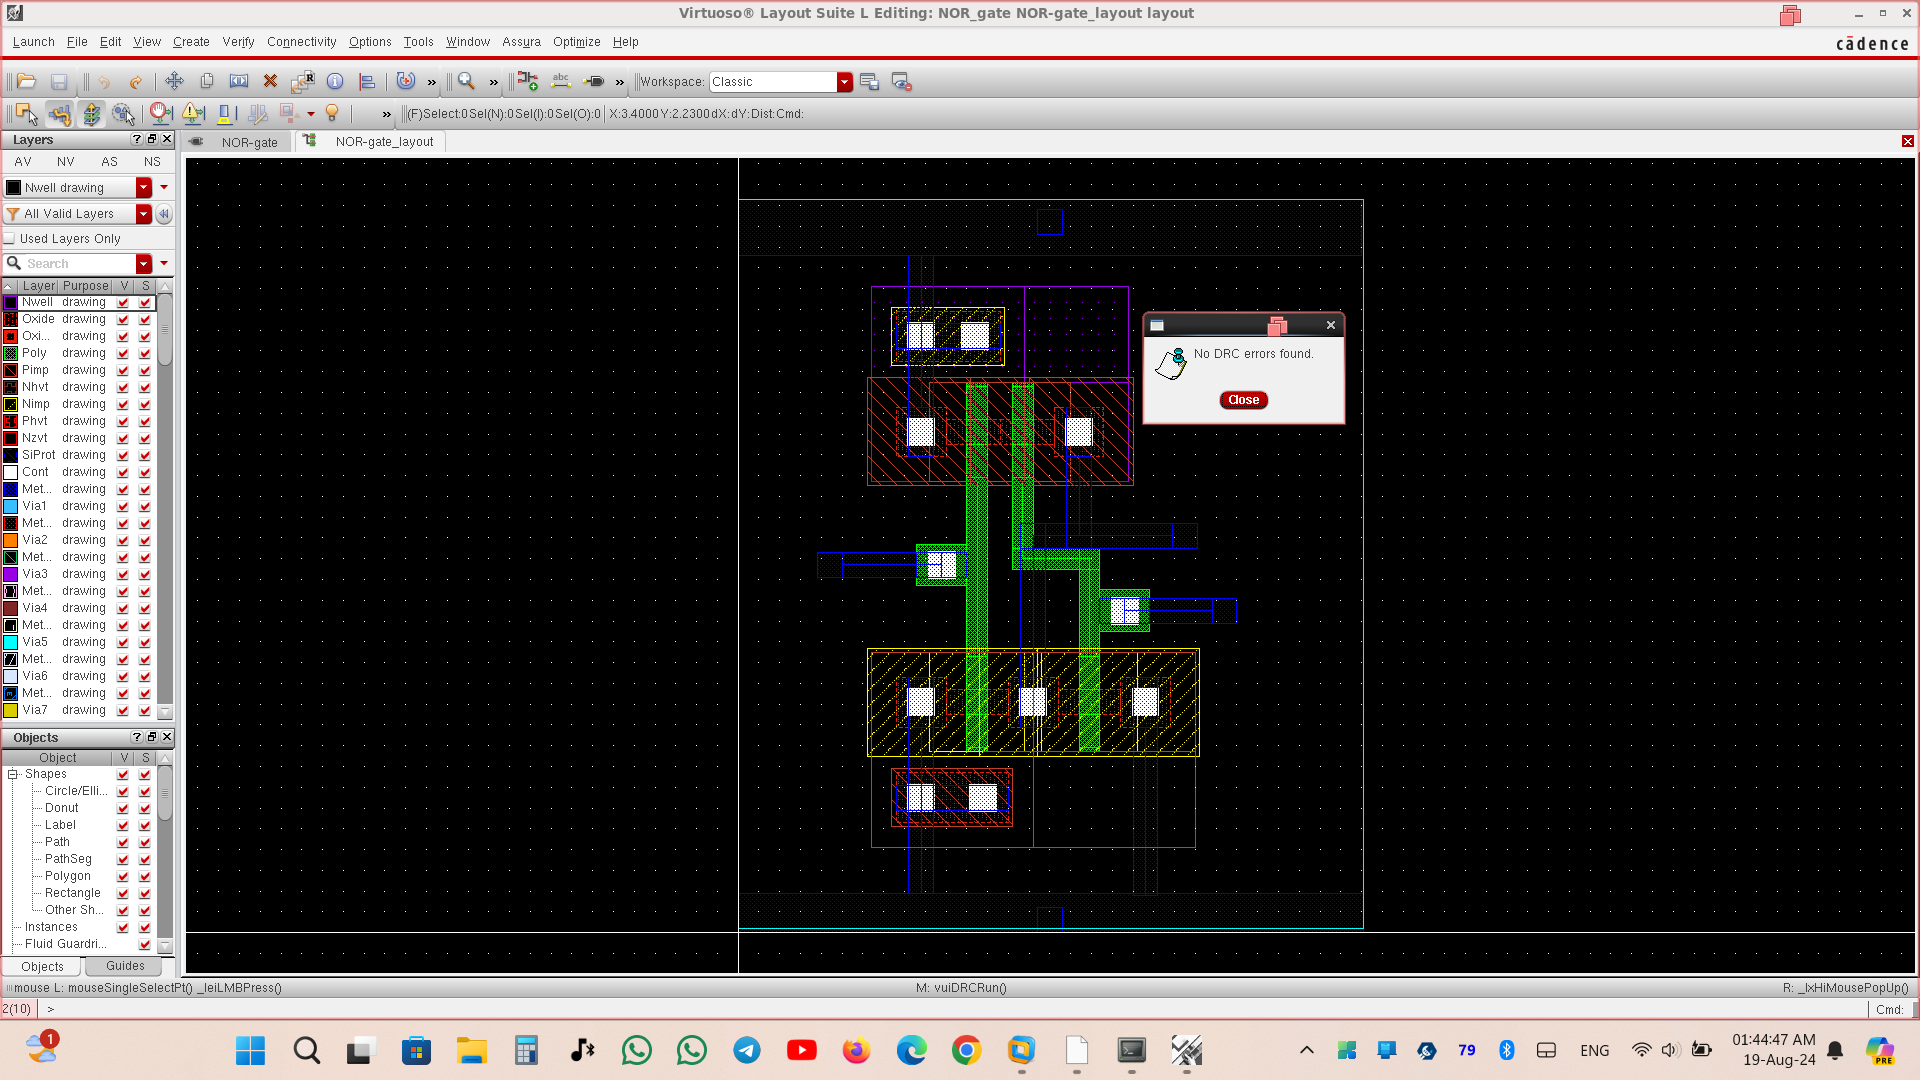 Virtuoso® Layout Suite L Editing: NOR_gate NOR-gate_layout layout
Launch File Edit View Create Verify Connectivity Options Tools Window Assura Optimize Help
cādence
abc
R
Workspace: Classic
(F)Select:0 Sel(N):0 Sel(I):0 Sel(O):0 X:3.4000 Y:2.2300 dX: dY: Dist: Cmd:
Layers
NOR-gate
NOR-gate_layout
AV NV AS NS
Nwell drawing
All Valid Layers
Used Layers Only
Search
Layer Purpose V S
Nwell drawing
Oxide drawing
Oxi... drawing
Poly drawing
Pimp drawing
Nhvt drawing
Nimp drawing
Phvt drawing
Nzvt drawing
SiProt drawing
Cont drawing
Met... drawing
Via1 drawing
Met... drawing
Via2 drawing
Met... drawing
Via3 drawing
Met... drawing
Via4 drawing
Met... drawing
Via5 drawing
Met... drawing
Via6 drawing
Met... drawing
Via7 drawing
No DRC errors found.
Close
Objects
Object V S
Shapes
Circle/Elli...
Donut
Label
Path
PathSeg
Polygon
Rectangle
Other Sh...
Instances
Fluid Guardri...
Objects Guides
mouse L: mouseSingleSelectPt() _leiLMBPress()
M: vuiDRCRun()
R: _lxHiMousePopUp()
2(10) >
Cmd:
1
79
ENG
01:44:47 AM
19-Aug-24
PRE